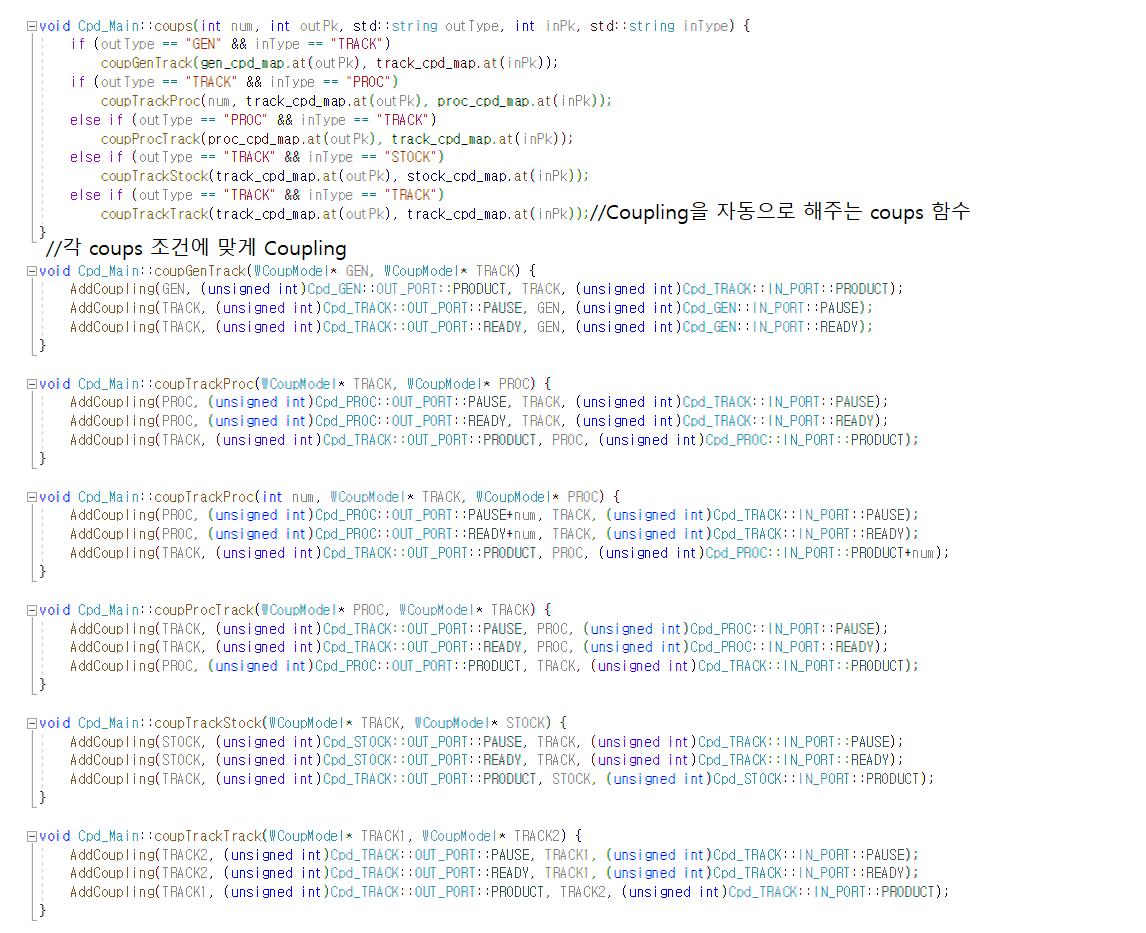 void Cpd_Main::coups(int num, int outPk, std::string outType, int inPk, std::string inType) {
if (outType == "GEN" && inType == "TRACK")
coupGenTrack(gen_cpd_map.at(outPk), track_cpd_map.at(inPk));
if (outType == "TRACK" && inType == "PROC")
coupTrackProc(num, track_cpd_map.at(outPk), proc_cpd_map.at(inPk));
else if (outType == "PROC" && inType == "TRACK")
coupProcTrack(proc_cpd_map.at(outPk), track_cpd_map.at(inPk));
else if (outType == "TRACK" && inType == "STOCK")
coupTrackStock(track_cpd_map.at(outPk), stock_cpd_map.at(inPk));
else if (outType == "TRACK" && inType == "TRACK")
coupTrackTrack(track_cpd_map.at(outPk), track_cpd_map.at(inPk));//Coupling을 자동으로 해주는 coups 함수
}
//각 coups 조건에 맞게 Coupling
void Cpd_Main::coupGenTrack(WCoupModel* GEN, WCoupModel* TRACK) {
AddCoupling(GEN, (unsigned int)Cpd_GEN::OUT_PORT::PRODUCT, TRACK, (unsigned int)Cpd_TRACK::IN_PORT::PRODUCT);
AddCoupling(TRACK, (unsigned int)Cpd_TRACK::OUT_PORT::PAUSE, GEN, (unsigned int)Cpd_GEN::IN_PORT::PAUSE);
AddCoupling(TRACK, (unsigned int)Cpd_TRACK::OUT_PORT::READY, GEN, (unsigned int)Cpd_GEN::IN_PORT::READY);
}
void Cpd_Main::coupTrackProc(WCoupModel* TRACK, WCoupModel* PROC) {
AddCoupling(PROC, (unsigned int)Cpd_PROC::OUT_PORT::PAUSE, TRACK, (unsigned int)Cpd_TRACK::IN_PORT::PAUSE);
AddCoupling(PROC, (unsigned int)Cpd_PROC::OUT_PORT::READY, TRACK, (unsigned int)Cpd_TRACK::IN_PORT::READY);
AddCoupling(TRACK, (unsigned int)Cpd_TRACK::OUT_PORT::PRODUCT, PROC, (unsigned int)Cpd_PROC::IN_PORT::PRODUCT);
}
void Cpd_Main::coupTrackProc(int num, WCoupModel* TRACK, WCoupModel* PROC) {
AddCoupling(PROC, (unsigned int)Cpd_PROC::OUT_PORT::PAUSE+num, TRACK, (unsigned int)Cpd_TRACK::IN_PORT::PAUSE);
AddCoupling(PROC, (unsigned int)Cpd_PROC::OUT_PORT::READY+num, TRACK, (unsigned int)Cpd_TRACK::IN_PORT::READY);
AddCoupling(TRACK, (unsigned int)Cpd_TRACK::OUT_PORT::PRODUCT, PROC, (unsigned int)Cpd_PROC::IN_PORT::PRODUCT+num);
}
void Cpd_Main::coupProcTrack(WCoupModel* PROC, WCoupModel* TRACK) {
AddCoupling(TRACK, (unsigned int)Cpd_TRACK::OUT_PORT::PAUSE, PROC, (unsigned int)Cpd_PROC::IN_PORT::PAUSE);
AddCoupling(TRACK, (unsigned int)Cpd_TRACK::OUT_PORT::READY, PROC, (unsigned int)Cpd_PROC::IN_PORT::READY);
AddCoupling(PROC, (unsigned int)Cpd_PROC::OUT_PORT::PRODUCT, TRACK, (unsigned int)Cpd_TRACK::IN_PORT::PRODUCT);
}
void Cpd_Main::coupTrackStock(WCoupModel* TRACK, WCoupModel* STOCK) {
AddCoupling(STOCK, (unsigned int)Cpd_STOCK::OUT_PORT::PAUSE, TRACK, (unsigned int)Cpd_TRACK::IN_PORT::PAUSE);
AddCoupling(STOCK, (unsigned int)Cpd_STOCK::OUT_PORT::READY, TRACK, (unsigned int)Cpd_TRACK::IN_PORT::READY);
AddCoupling(TRACK, (unsigned int)Cpd_TRACK::OUT_PORT::PRODUCT, STOCK, (unsigned int)Cpd_STOCK::IN_PORT::PRODUCT);
}
void Cpd_Main::coupTrackTrack(WCoupModel* TRACK1, WCoupModel* TRACK2) {
AddCoupling(TRACK2, (unsigned int)Cpd_TRACK::OUT_PORT::PAUSE, TRACK1, (unsigned int)Cpd_TRACK::IN_PORT::PAUSE);
AddCoupling(TRACK2, (unsigned int)Cpd_TRACK::OUT_PORT::READY, TRACK1, (unsigned int)Cpd_TRACK::IN_PORT::READY);
AddCoupling(TRACK1, (unsigned int)Cpd_TRACK::OUT_PORT::PRODUCT, TRACK2, (unsigned int)Cpd_TRACK::IN_PORT::PRODUCT);
}